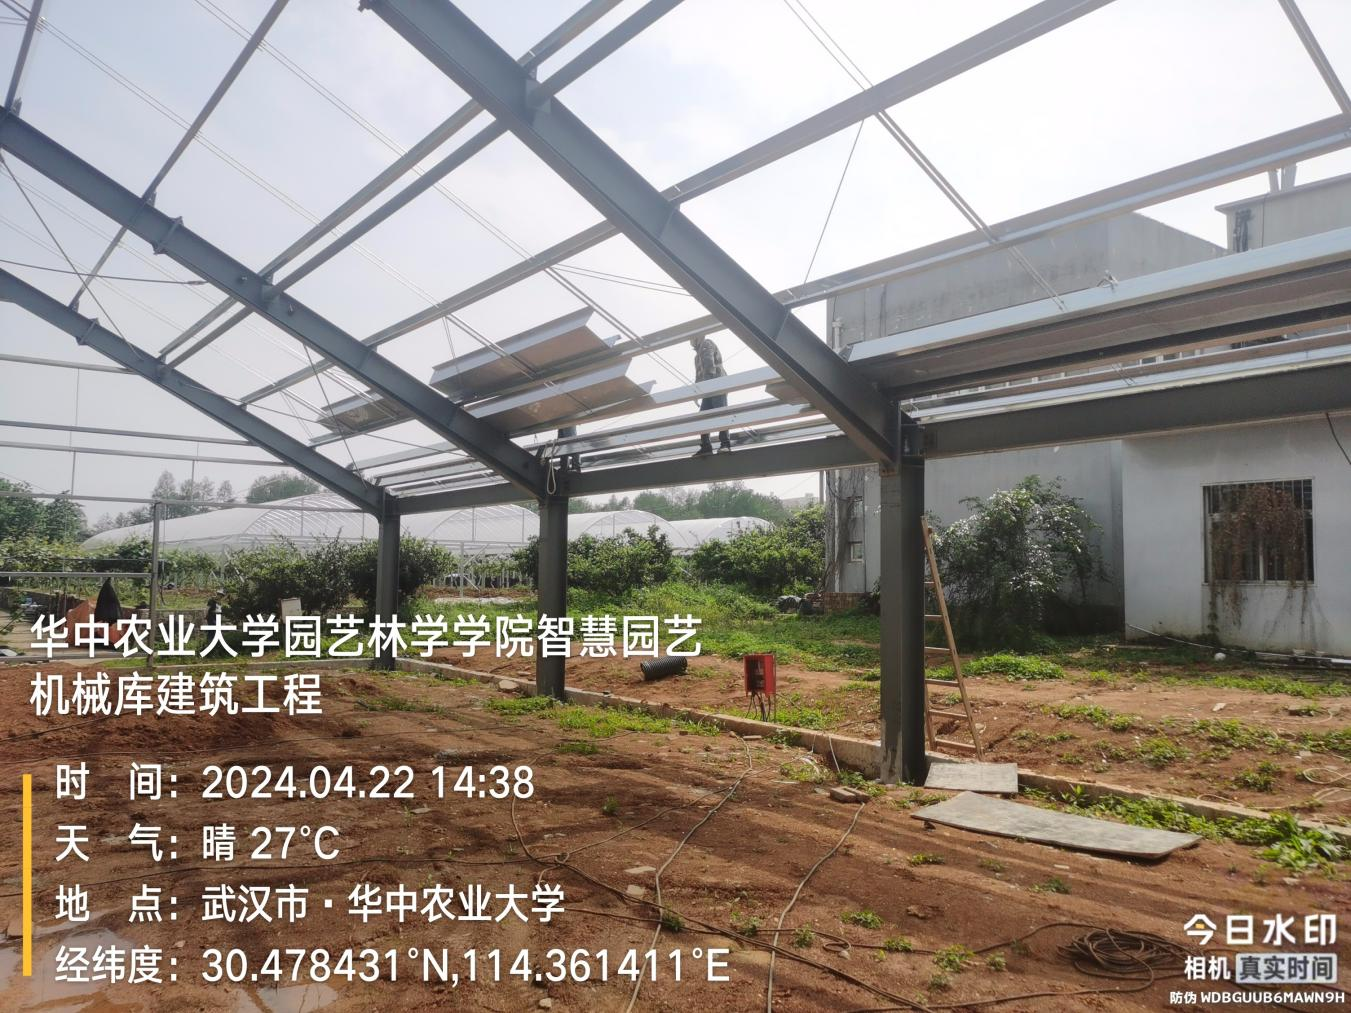 华中农业大学园艺林学学院智慧园艺
机械库建筑工程
时 间：2024.04.22 14:38
天 气：晴 27°C
地 点：武汉市·华中农业大学
经纬度：30.478431°N,114.361411°E
今日水印
相机 真实时间
防伪 WDBGUUB6MAWN9H